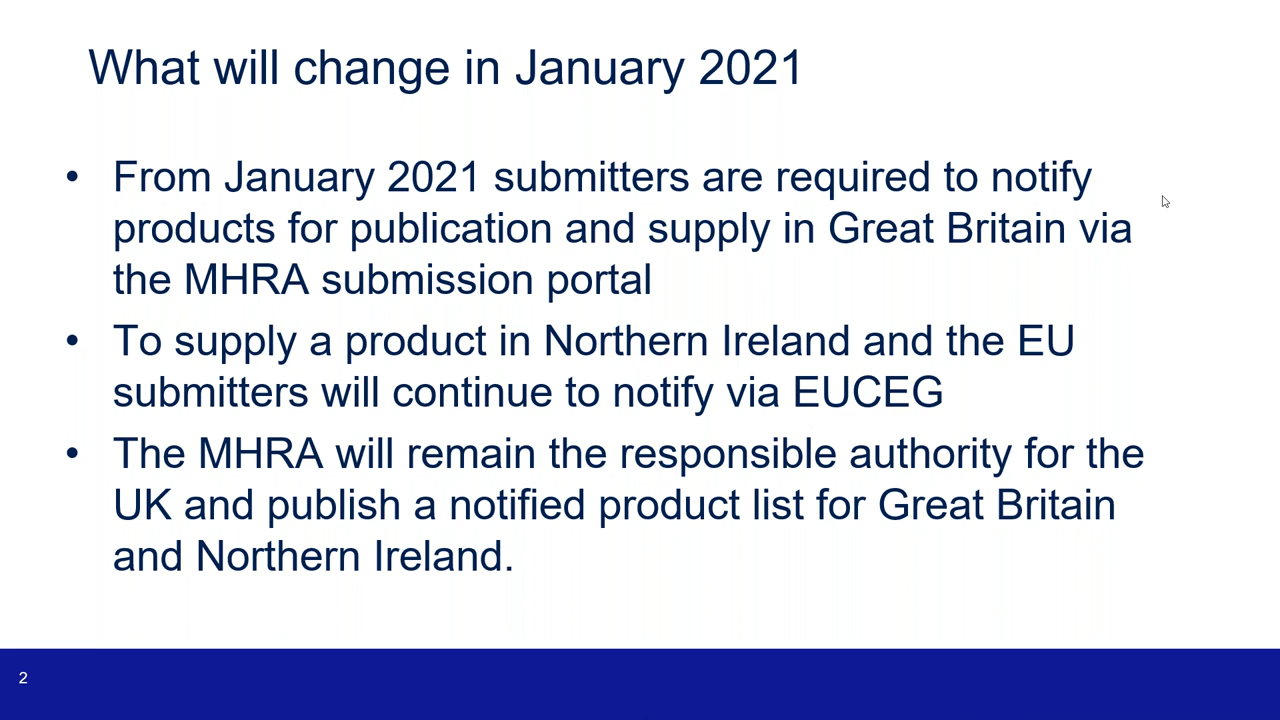 What will change in January 2021
• From January 2021 submitters are required to notify
products for publication and supply in Great Britain via
the MHRA submission portal
• To supply a product in Northern Ireland and the EU
submitters will continue to notify via EUCEG
• The MHRA will remain the responsible authority for the
UK and publish a notified product list for Great Britain
and Northern Ireland.
2